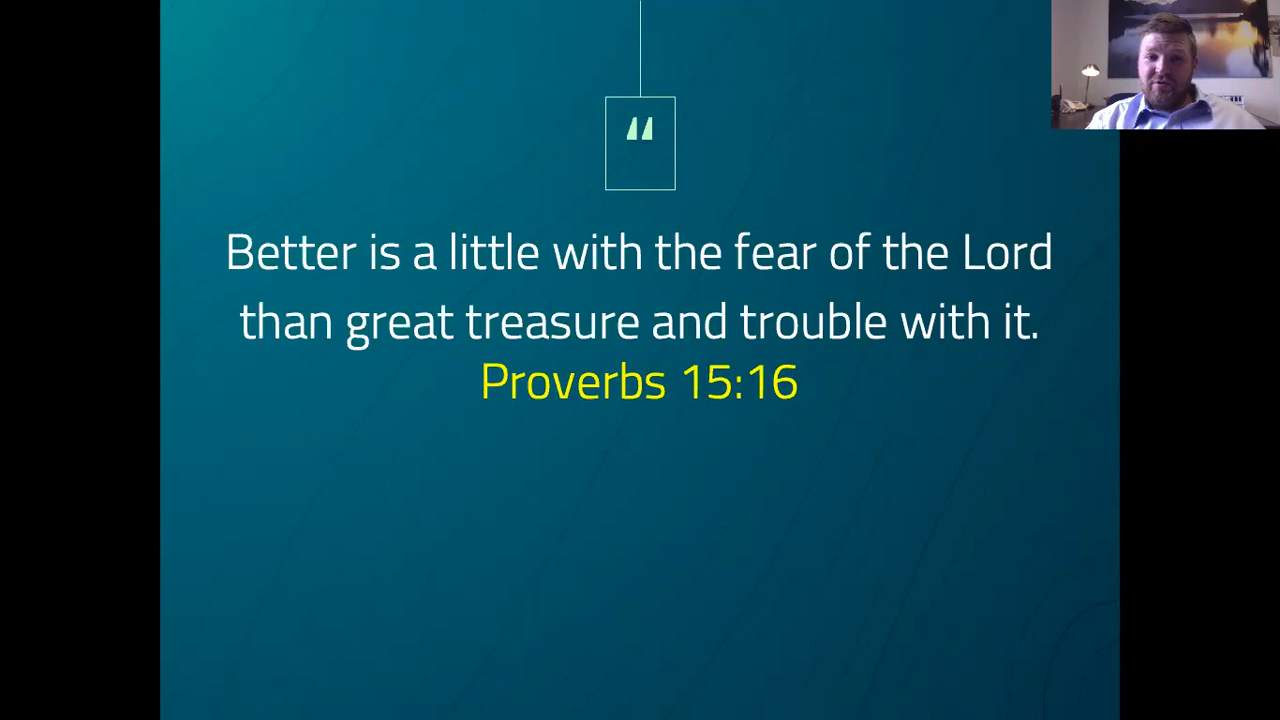 “
Better is a little with the fear of the Lord
than great treasure and trouble with it.
Proverbs 15:16